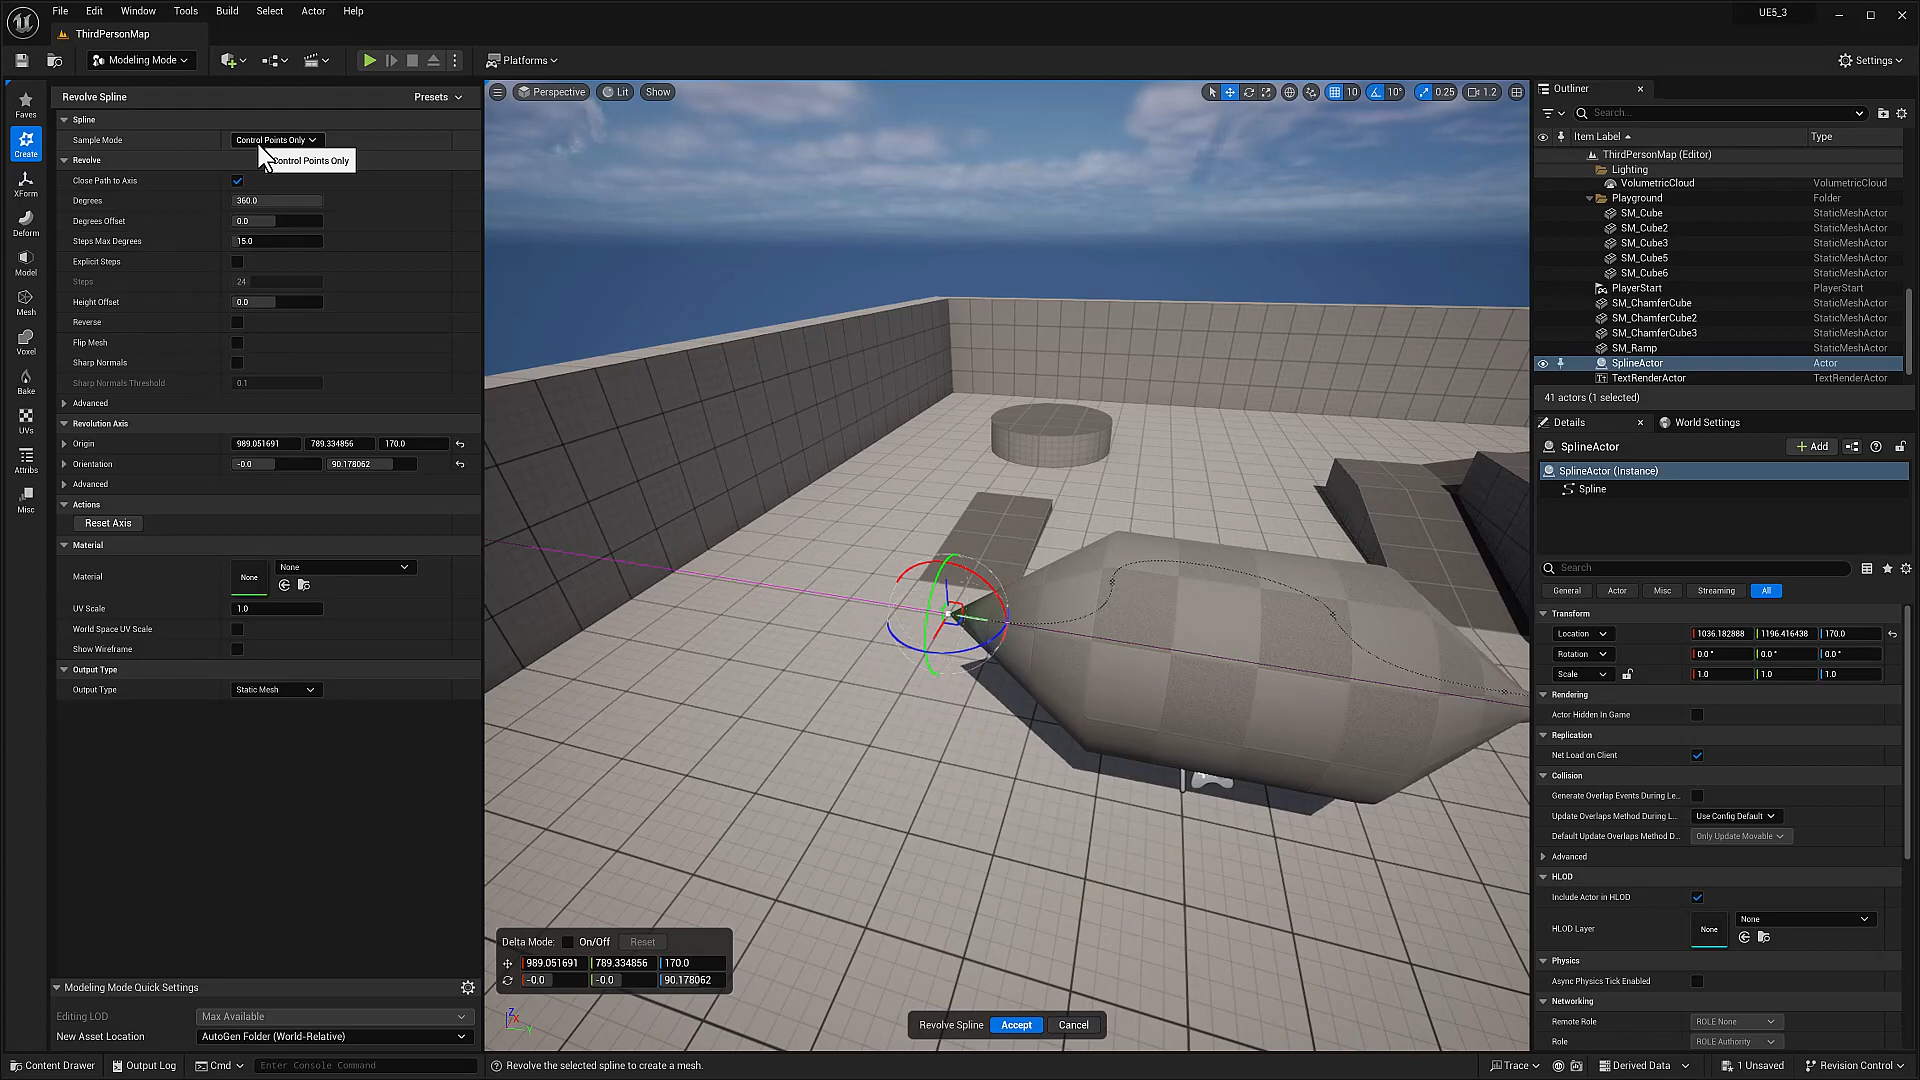 File Edit Window Tools Build Select Actor Help
UE5_3
ThirdPersonMap
Modeling Mode
Platforms
Settings
Revolve Spline
Presets
Faves
Create
XForm
Deform
Model
Mesh
Voxel
Bake
UVs
Attribs
Misc
Spline
Sample Mode Control Points Only
Control Points Only
Revolve
Close Path to Axis
Degrees 360.0
Degrees Offset 0.0
Steps Max Degrees 15.0
Explicit Steps
Steps 24
Height Offset 0.0
Reverse
Flip Mesh
Sharp Normals
Sharp Normals Threshold 0.1
Advanced
Revolution Axis
Origin 989.051691 789.334856 170.0
Orientation -0.0 90.178062
Advanced
Actions
Reset Axis
Material
Material None None
UV Scale 1.0
World Space UV Scale
Show Wireframe
Output Type
Output Type Static Mesh
Modeling Mode Quick Settings
Editing LOD Max Available
New Asset Location AutoGen Folder (World-Relative)
Perspective Lit Show
10 10° 0.25 1.2
Delta Mode: On/Off Reset
989.051691 789.334856 170.0
-0.0 -0.0 90.178062
Z X Y
Revolve Spline Accept Cancel
Outliner
Search...
Item Label Type
ThirdPersonMap (Editor)
Lighting
VolumetricCloud VolumetricCloud
Playground Folder
SM_Cube StaticMeshActor
SM_Cube2 StaticMeshActor
SM_Cube3 StaticMeshActor
SM_Cube5 StaticMeshActor
SM_Cube6 StaticMeshActor
PlayerStart PlayerStart
SM_ChamferCube StaticMeshActor
SM_ChamferCube2 StaticMeshActor
SM_ChamferCube3 StaticMeshActor
SM_Ramp StaticMeshActor
SplineActor Actor
TextRenderActor TextRenderActor
41 actors (1 selected)
Details World Settings
SplineActor Add
SplineActor (Instance)
Spline
Search
General Actor Misc Streaming All
Transform
Location 1036.182888 1196.416438 170.0
Rotation 0.0° 0.0° 0.0°
Scale 1.0 1.0 1.0
Rendering
Actor Hidden In Game
Replication
Net Load on Client
Collision
Generate Overlap Events During Le...
Update Overlaps Method During L... Use Config Default
Default Update Overlaps Method D... Only Update Movable
Advanced
HLOD
Include Actor in HLOD
HLOD Layer None None
Physics
Async Physics Tick Enabled
Networking
Remote Role ROLE None
Role ROLE Authority
Content Drawer Output Log Cmd Enter Console Command
Revolve the selected spline to create a mesh.
Trace Derived Data 1 Unsaved Revision Control